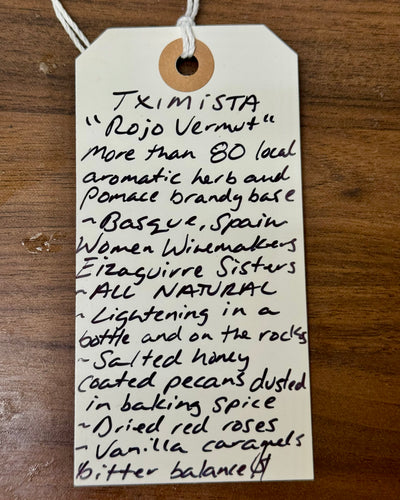 TXIMISTA
"Rojo Vermut"
More than 80 local
aromatic herb and
Pomace brandy base
~ Basque, Spain
Women Winemakers
Eizaguirre Sisters
~ ALL NATURAL
~ Lightening in a
bottle and on the rocks
~ Salted honey
coated pecans dusted
in baking spice
~ Dried red roses
~ Vanilla caramels
bitter balance